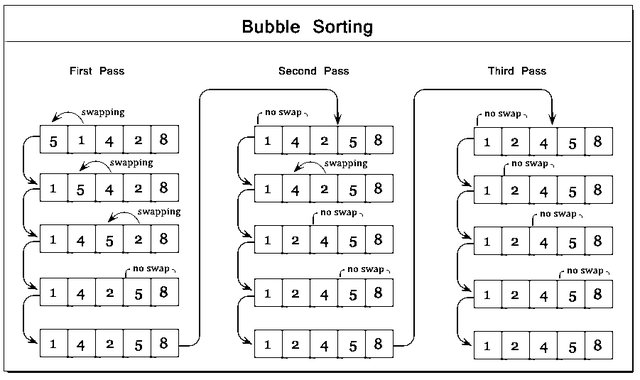 Bubble Sorting
First Pass
swapping
5 1 4 2 8
swapping
1 5 4 2 8
swapping
1 4 5 2 8
no swap
1 4 2 5 8
1 4 2 5 8
Second Pass
no swap
1 4 2 5 8
swapping
1 4 2 5 8
no swap
1 2 4 5 8
no swap
1 2 4 5 8
1 2 4 5 8
Third Pass
no swap
1 2 4 5 8
no swap
1 2 4 5 8
no swap
1 2 4 5 8
no swap
1 2 4 5 8
1 2 4 5 8